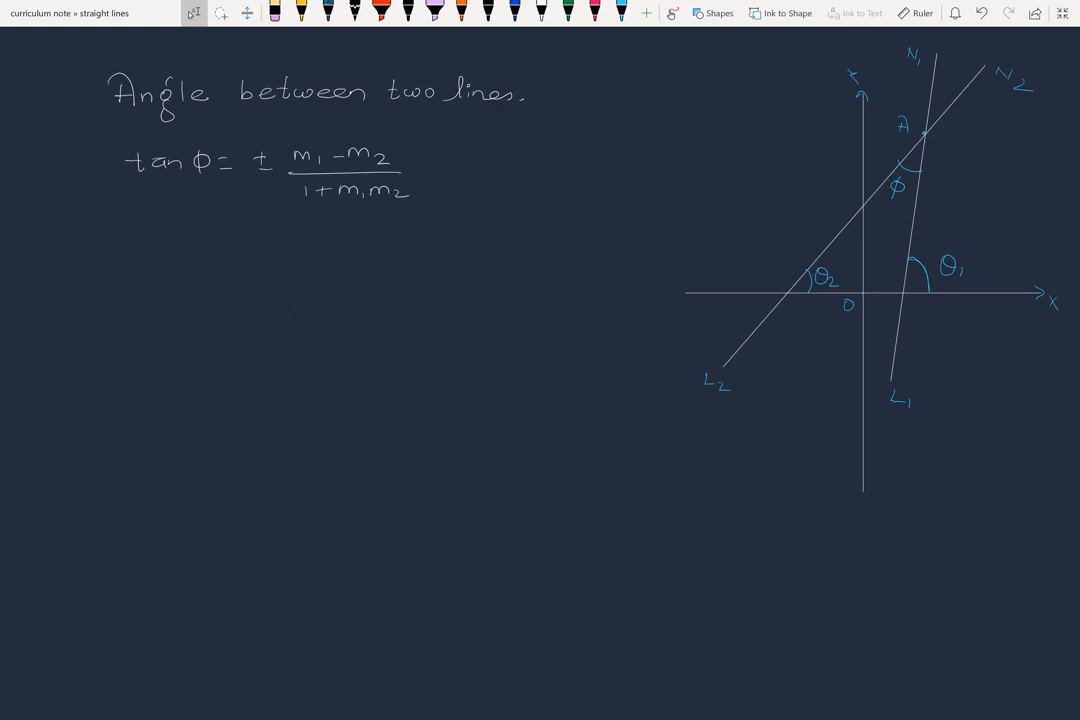 curriculum note » straight lines
Shapes
Ink to Shape
Ink to Text
Ruler
Angle between two lines.
tan φ = ± (m₁ - m₂) / (1 + m₁m₂)
N₁
N₂
Y
A
φ
θ₂
θ₁
O
X
L₂
L₁